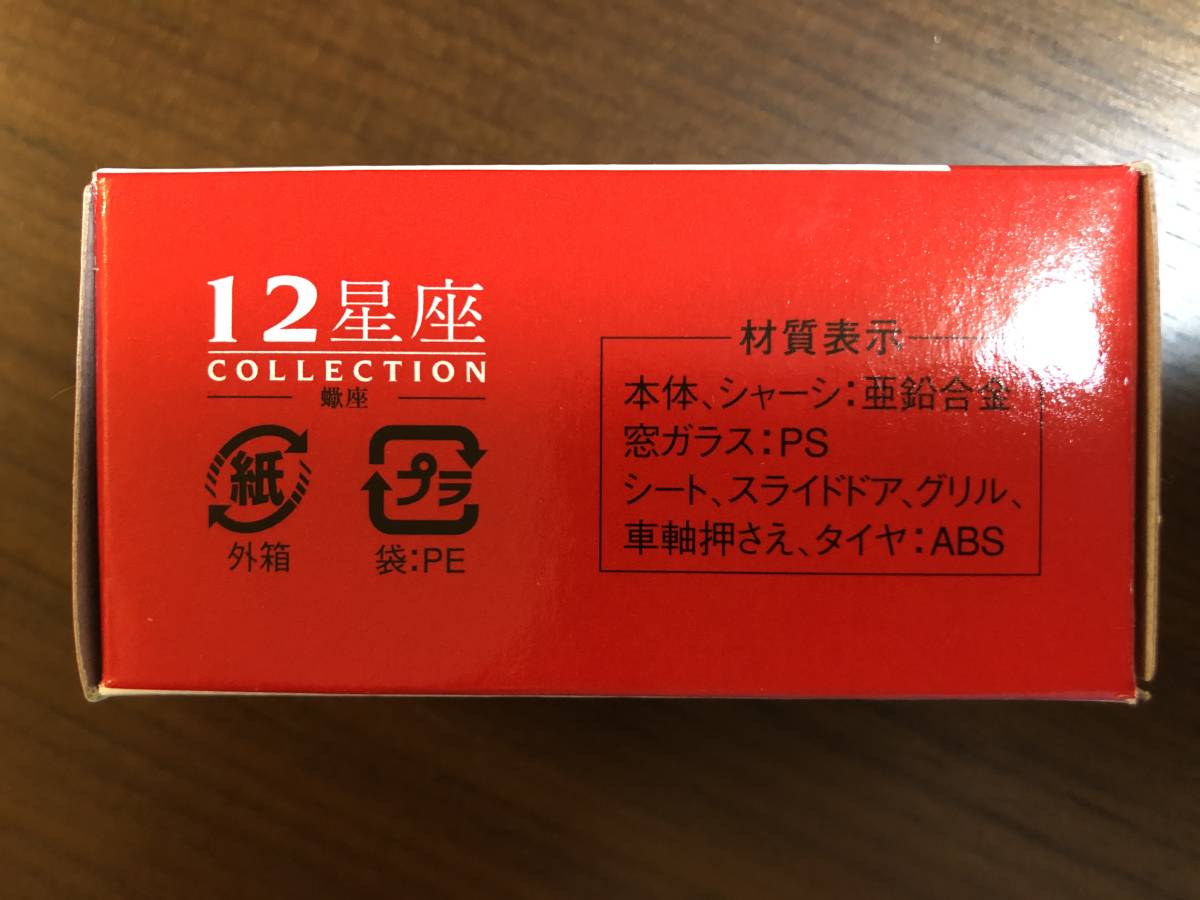 12星座
COLLECTION
蠍座
紙
外箱
プラ
袋:PE
材質表示
本体、シャーシ:亜鉛合金
窓ガラス:PS
シート、スライドドア、グリル、
車軸押さえ、タイヤ:ABS